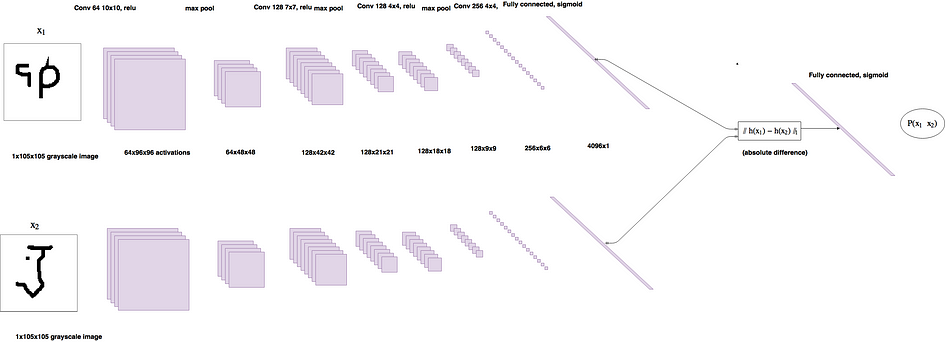 Conv 64 10x10, relu
max pool
Conv 128 7x7, relu
max pool
Conv 128 4x4, relu
max pool
Conv 256 4x4,
Fully connected, sigmoid
x1
1x105x105 grayscale image
64x96x96 activations
64x48x48
128x42x42
128x21x21
128x18x18
128x9x9
256x6x6
4096x1
|| h(x1) − h(x2) ||1
(absolute difference)
Fully connected, sigmoid
P(x1 x2)
x2
1x105x105 grayscale image